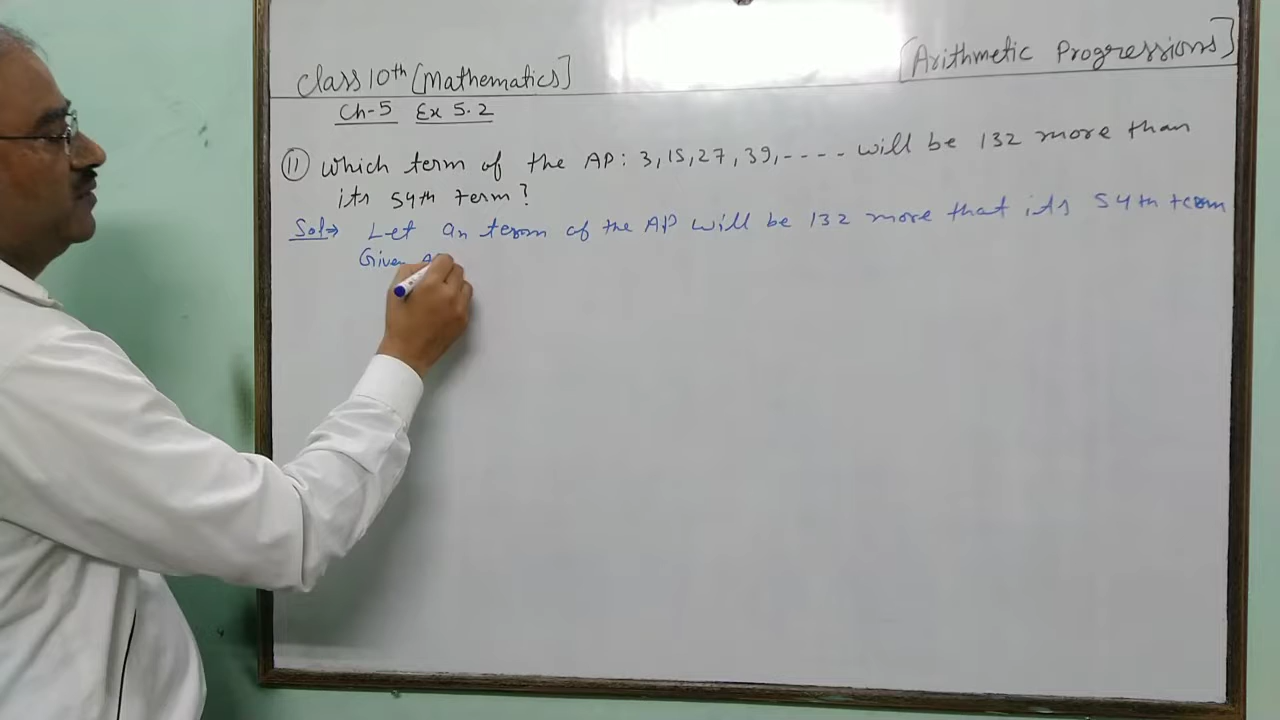 Class 10th [Mathematics]
[Arithmetic Progressions]
Ch-5 Ex 5.2
11 Which term of the AP: 3, 15, 27, 39, ---- will be 132 more than
its 54th term?
Sol⇒ Let an term of the AP will be 132 more that its 54th term
Given